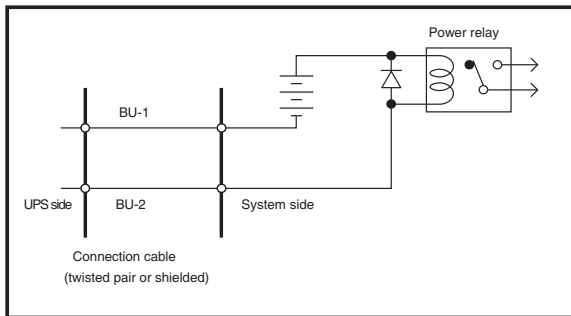 Power relay
BU-1
UPS side
BU-2
System side
Connection cable
(twisted pair or shielded)